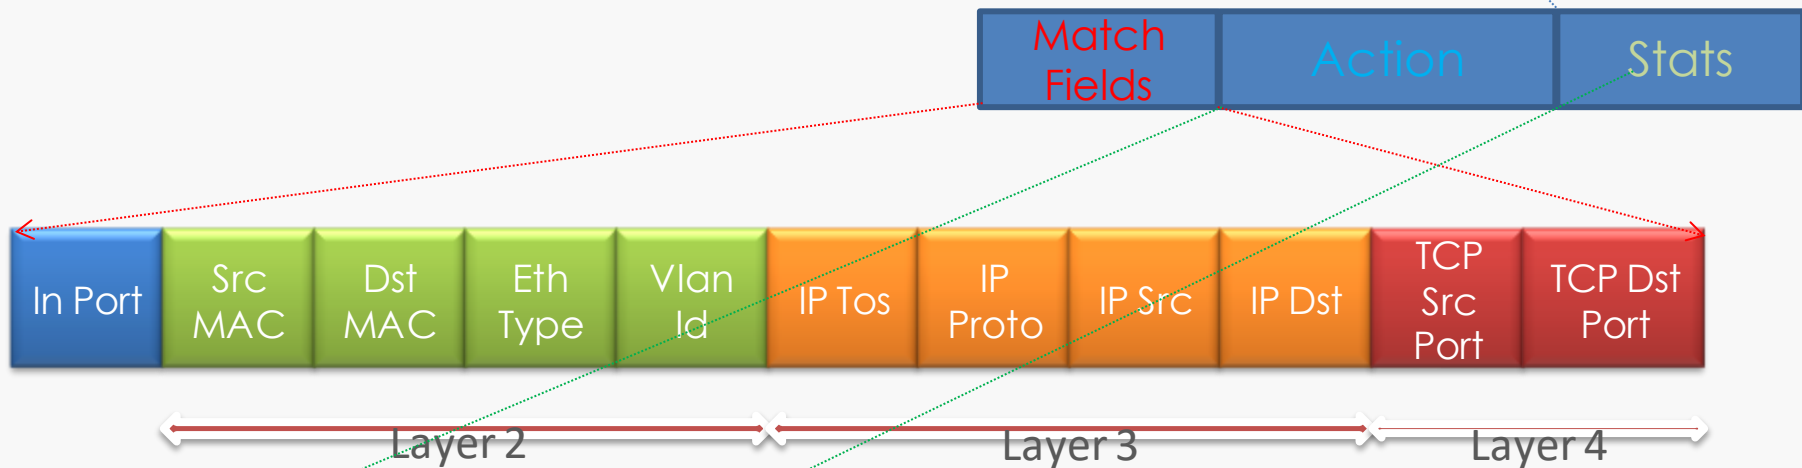 Match
Fields
Action
Stats
In Port
Src
MAC
Dst
MAC
Eth
Type
Vlan
Id
IP Tos
IP
Proto
IP Src
IP Dst
TCP
Src
Port
TCP Dst
Port
Layer 2
Layer 3
Layer 4